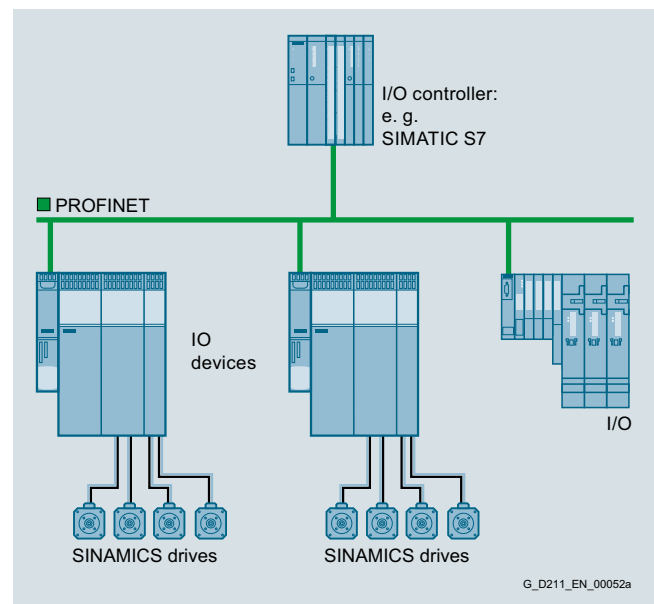 I/O controller:
e. g.
SIMATIC S7
PROFINET
IO
devices
I/O
SINAMICS drives
SINAMICS drives
G_D211_EN_00052a